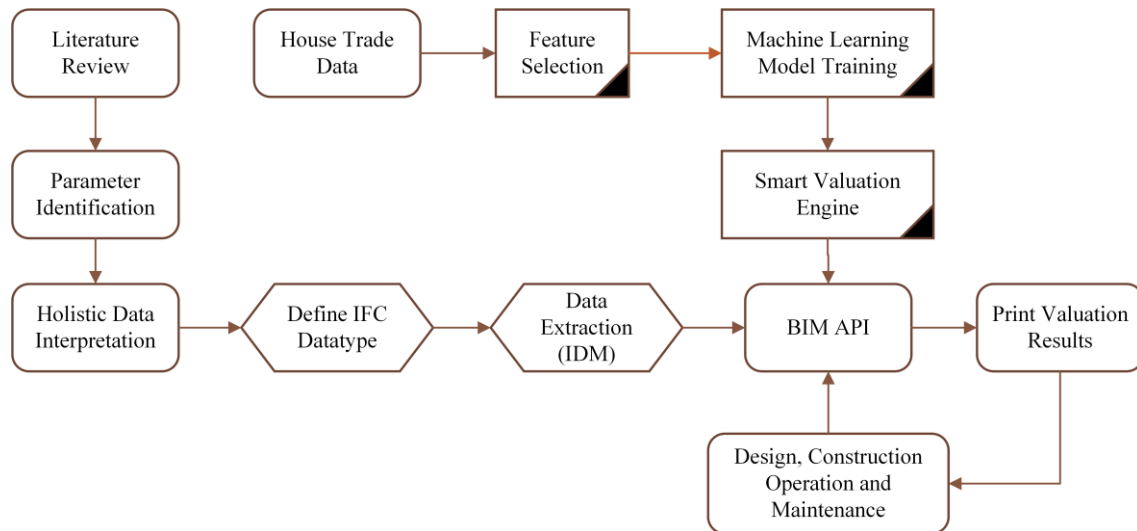 Literature
Review
House Trade
Data
Feature
Selection
Machine Learning
Model Training
Parameter
Identification
Smart Valuation
Engine
Holistic Data
Interpretation
Define IFC
Datatype
Data
Extraction
(IDM)
BIM API
Print Valuation
Results
Design, Construction
Operation and
Maintenance